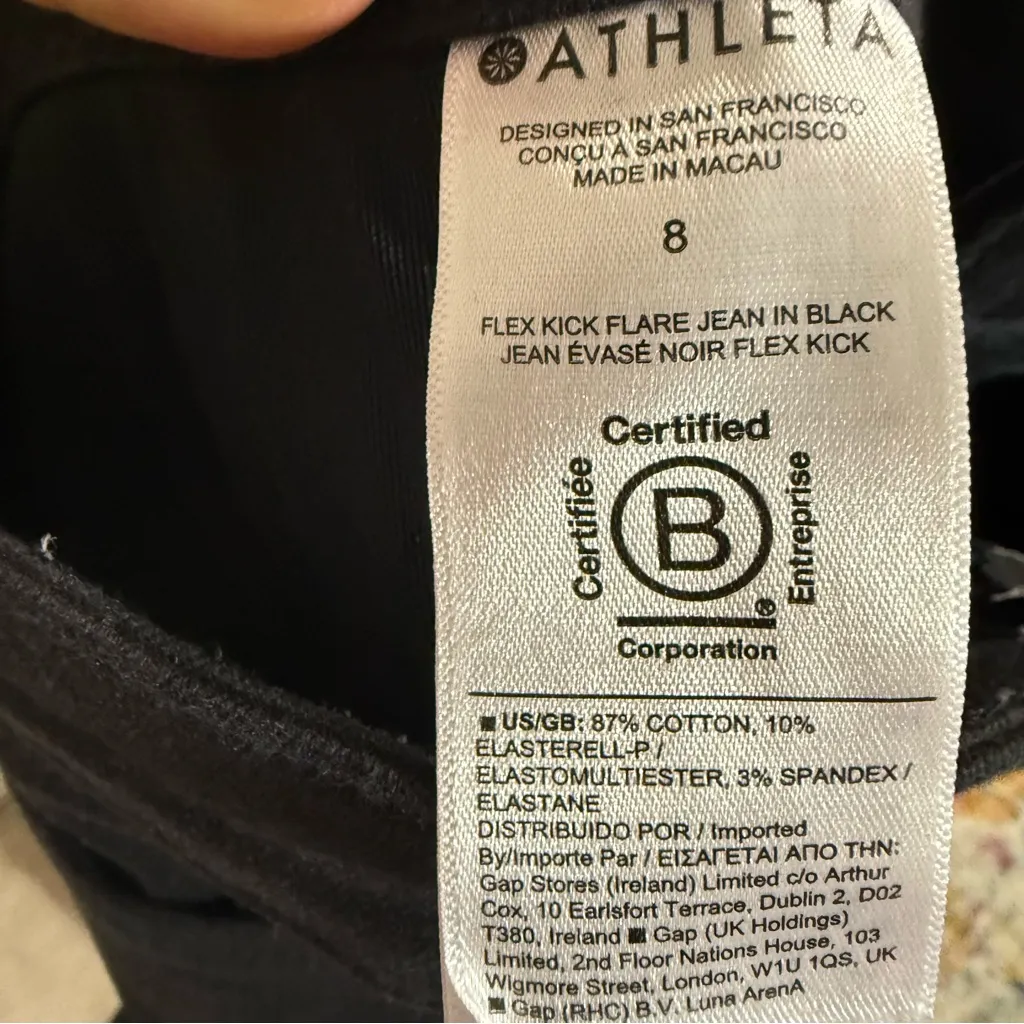 ATHLETA
DESIGNED IN SAN FRANCISCO
CONÇU À SAN FRANCISCO
MADE IN MACAU
8
FLEX KICK FLARE JEAN IN BLACK
JEAN ÉVASÉ NOIR FLEX KICK
Certified
Certifiée
B
Entreprise
®
Corporation
US/GB: 87% COTTON, 10%
ELASTERELL-P /
ELASTOMULTIESTER, 3% SPANDEX /
ELASTANE
DISTRIBUIDO POR / Imported
By/Importe Par / ΕΙΣΑΓΕΤΑΙ ΑΠΟ ΤΗΝ:
Gap Stores (Ireland) Limited c/o Arthur
Cox, 10 Earlsfort Terrace, Dublin 2, D02
T380, Ireland ■ Gap (UK Holdings)
Limited, 2nd Floor Nations House, 103
Wigmore Street, London, W1U 1QS, UK
■ Gap (RHC) B.V. Luna ArenA